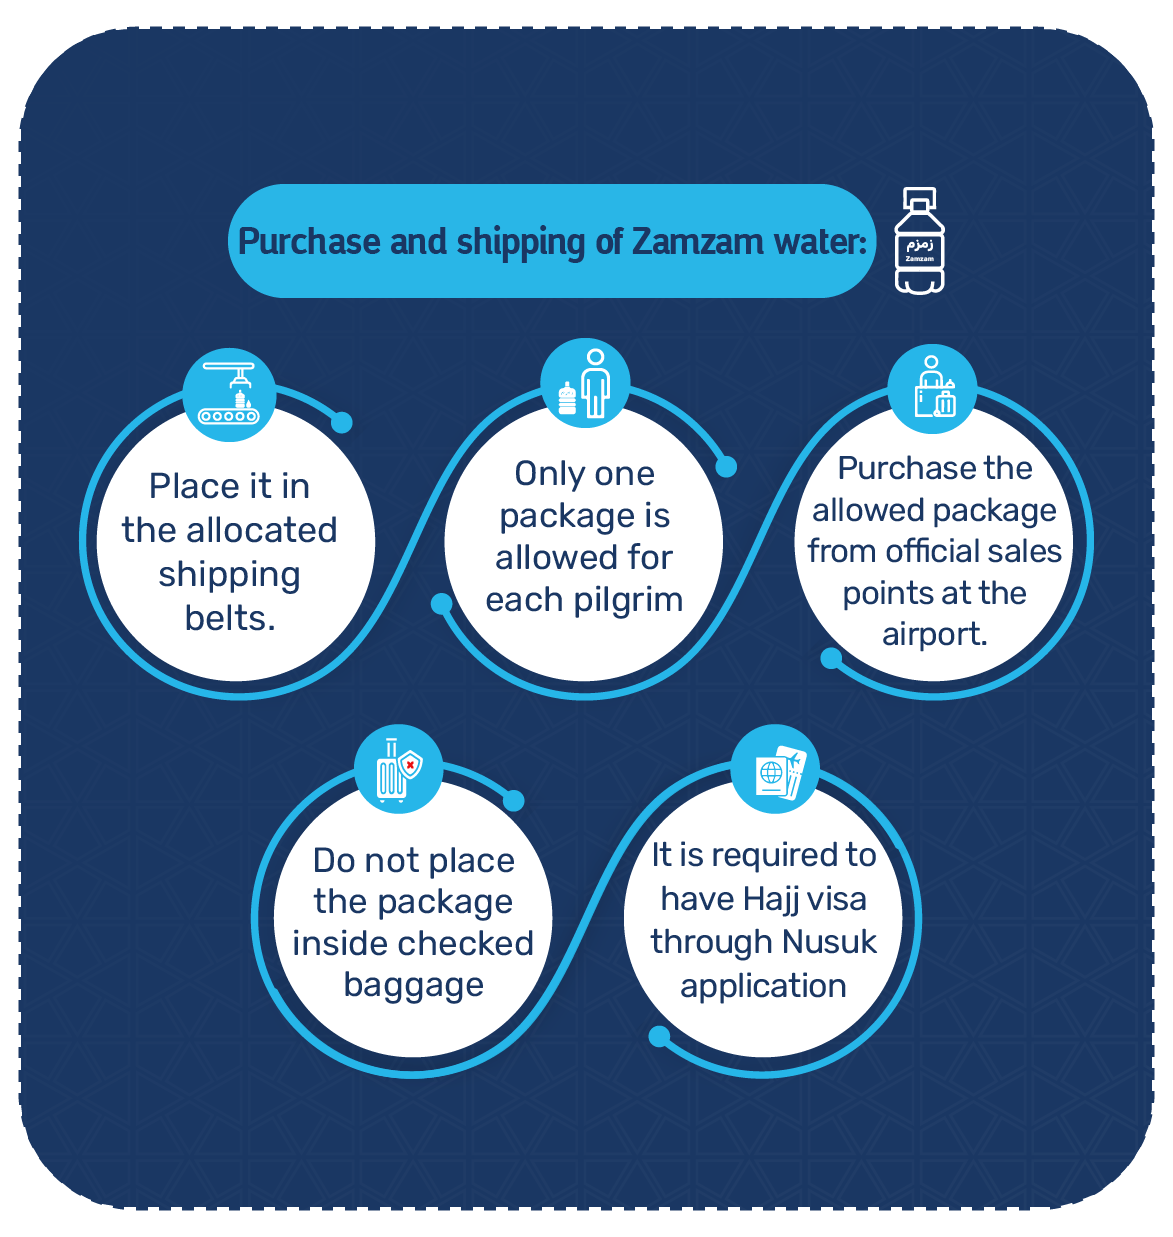 Purchase and shipping of Zamzam water:
زمزم
Zamzam
Place it in
the allocated
shipping
belts.
Only one
package is
allowed for
each pilgrim
Purchase the
allowed package
from official sales
points at the
airport.
Do not place
the package
inside checked
baggage
It is required to
have Hajj visa
through Nusuk
application